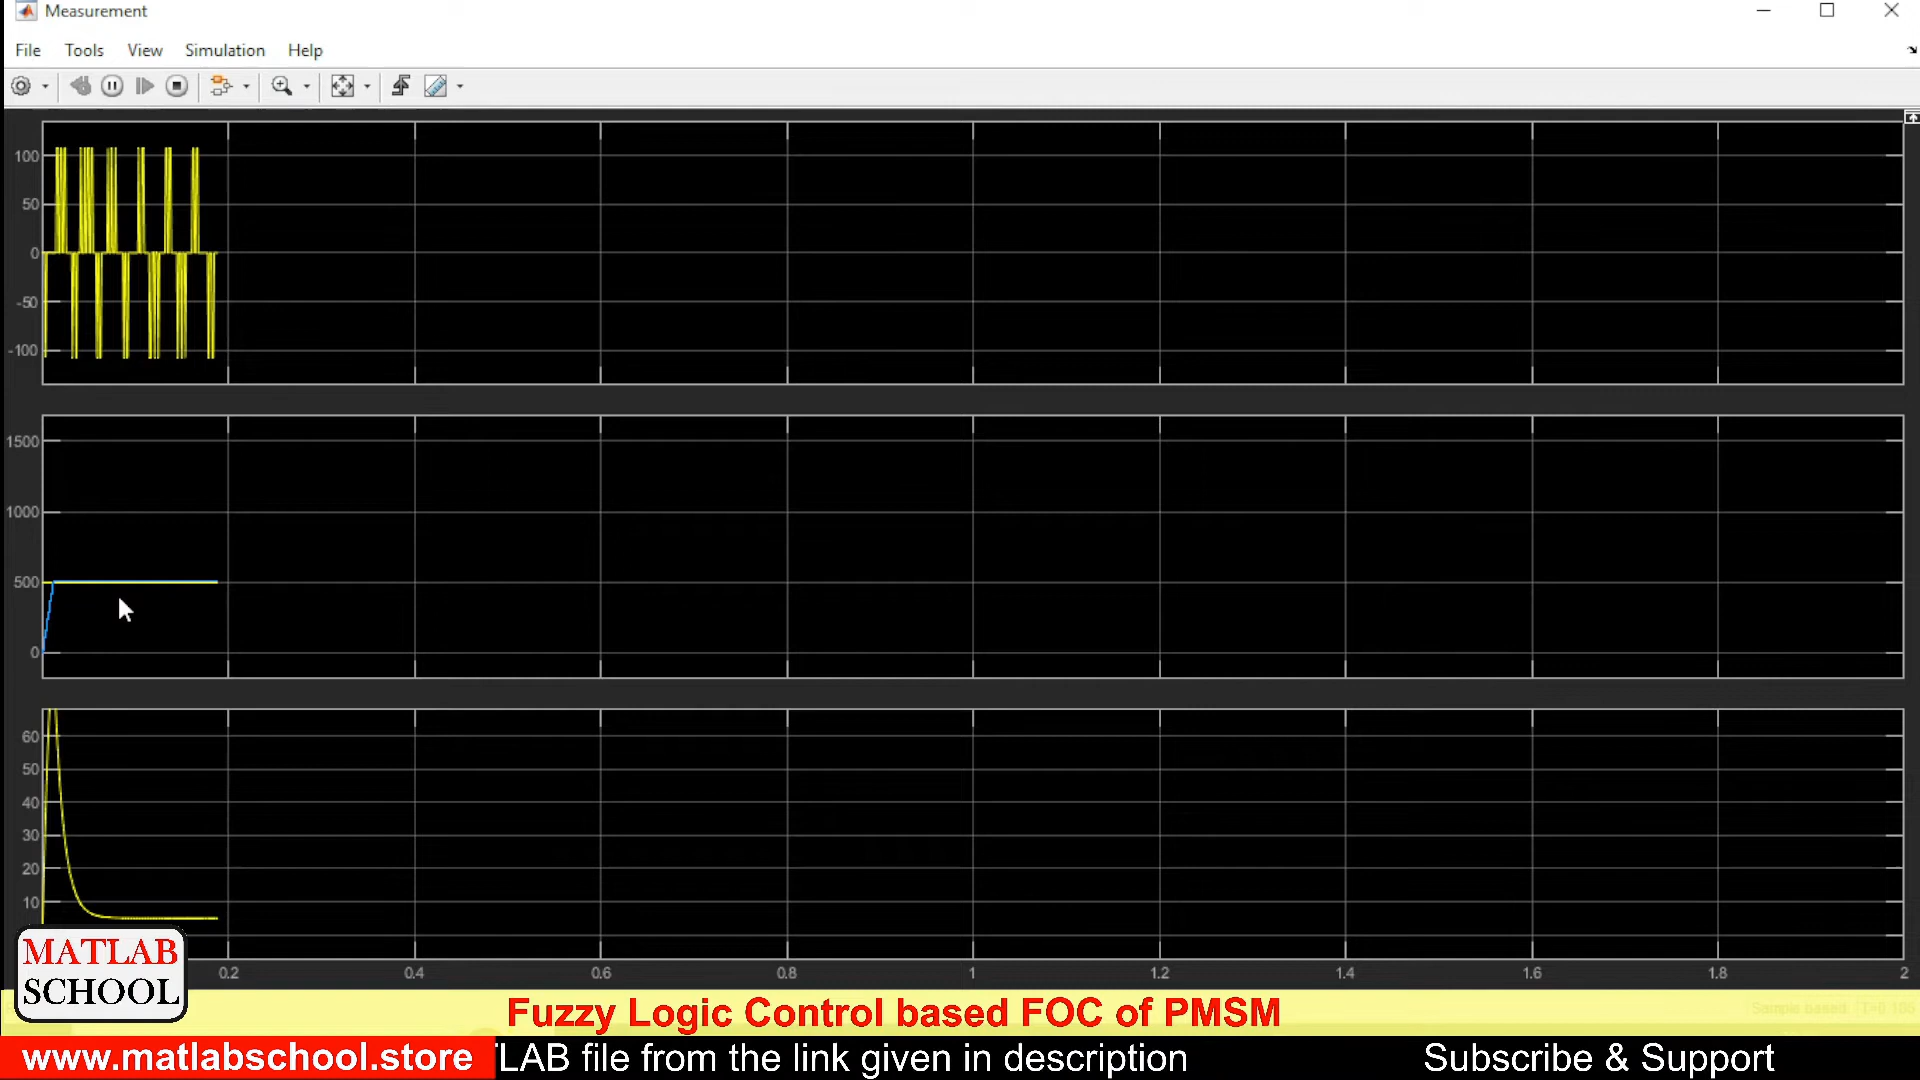 Measurement
File Tools View Simulation Help
100
50
0
-50
-100
1500
1000
500
0
60
50
40
30
20
10
0.2 0.4 0.6 0.8 1 1.2 1.4 1.6 1.8 2
MATLAB
SCHOOL
Fuzzy Logic Control based FOC of PMSM
Sample based
www.matlabschool.store TLAB file from the link given in description Subscribe & Support